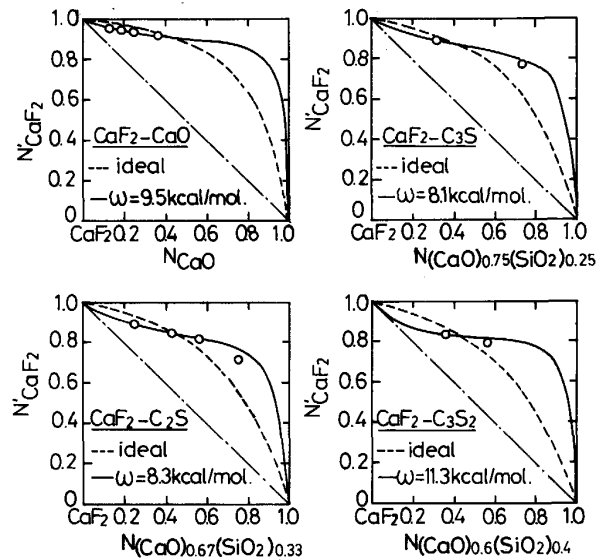 N'CaF2
1.0
0.8
0.6
0.4
0.2
0
CaF2-CaO
--- ideal
— ω=9.5kcal/mol.
CaF2 0.2 0.4 0.6 0.8 1.0
NCaO
N'CaF2
1.0
0.8
0.6
0.4
0.2
0
CaF2-C3S
--- ideal
— ω=8.1kcal/mol.
CaF2 0.2 0.4 0.6 0.8 1.0
N(CaO)0.75(SiO2)0.25
N'CaF2
1.0
0.8
0.6
0.4
0.2
0
CaF2-C2S
--- ideal
— ω=8.3kcal/mol.
CaF2 0.2 0.4 0.6 0.8 1.0
N(CaO)0.67(SiO2)0.33
N'CaF2
1.0
0.8
0.6
0.4
0.2
0
CaF2-C3S2
--- ideal
— ω=11.3kcal/mol.
CaF2 0.2 0.4 0.6 0.8 1.0
N(CaO)0.6(SiO2)0.4